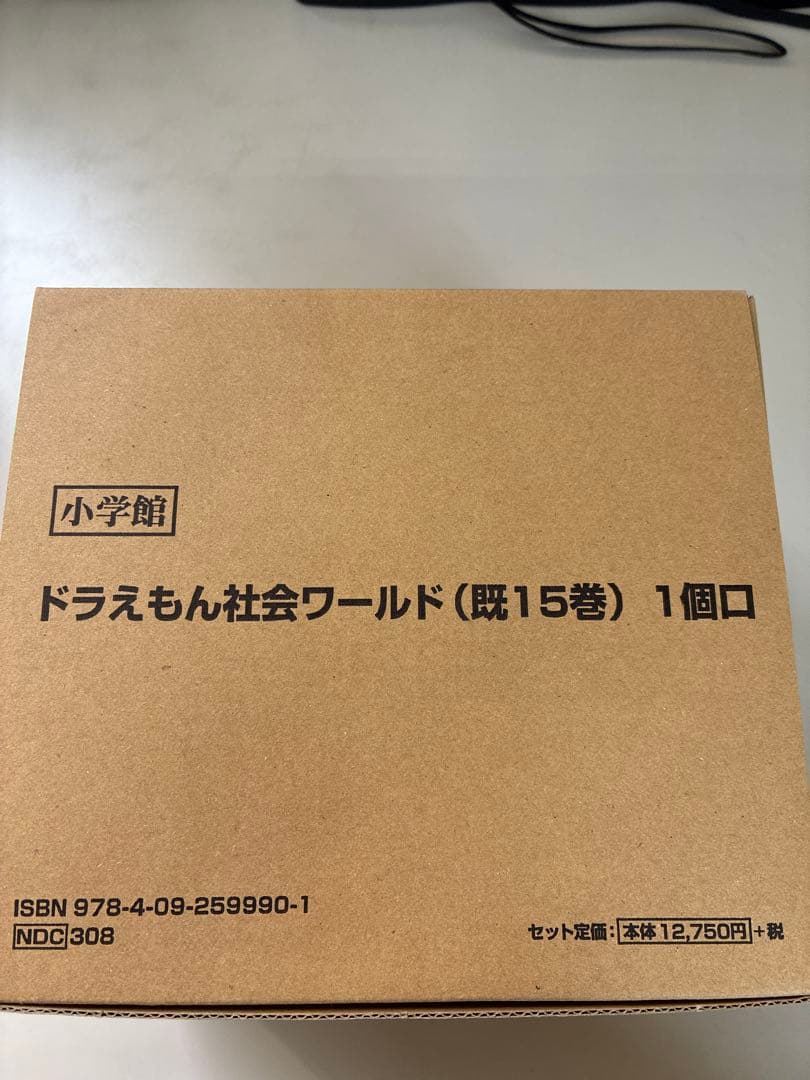 小学館
ドラえもん社会ワールド（既15巻） 1個口
ISBN 978-4-09-259990-1
NDC 308
セット定価：本体12,750円+税